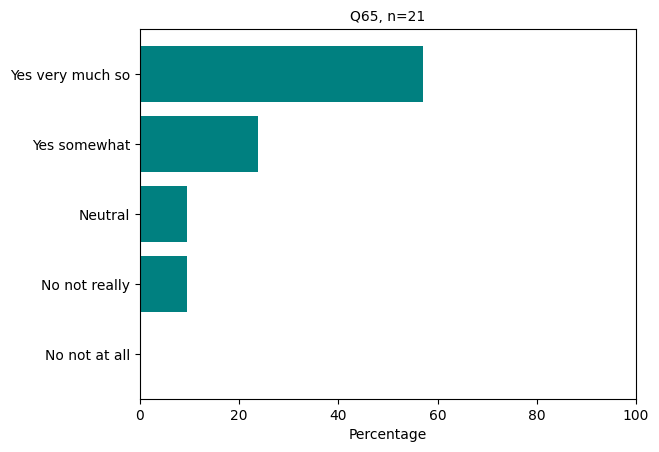 Q65, n=21
Yes very much so
Yes somewhat
Neutral
No not really
No not at all
0 20 40 60 80 100
Percentage